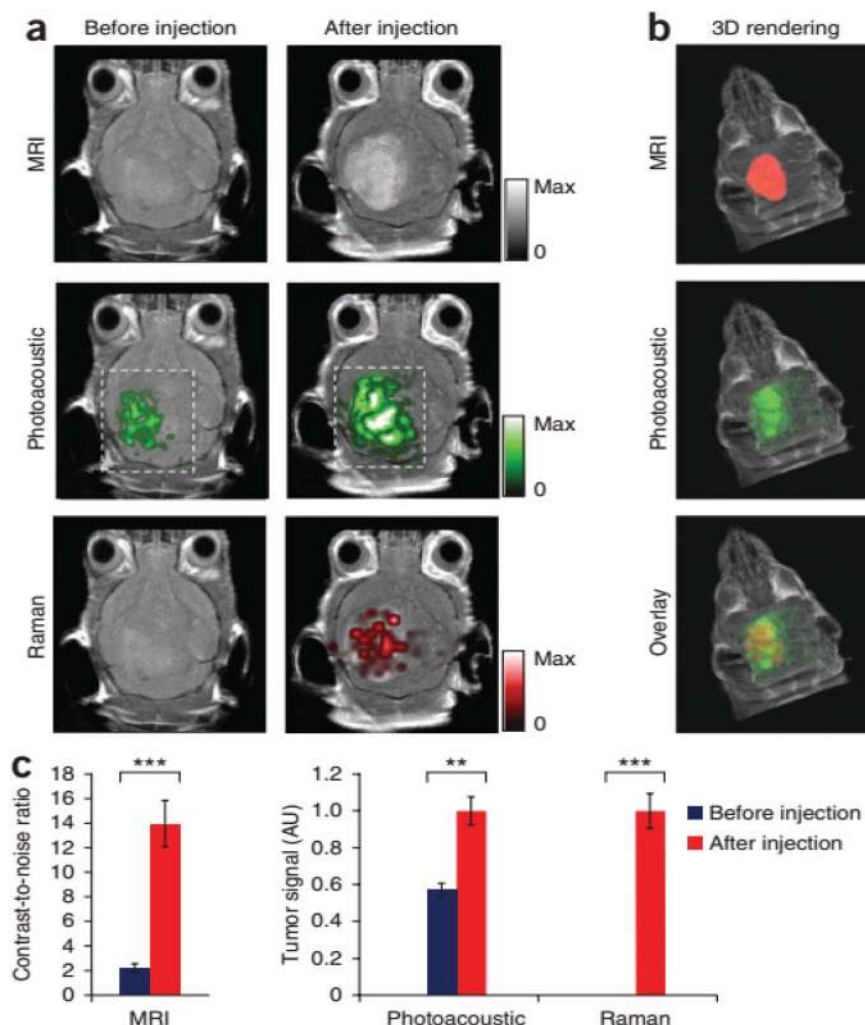 a
Before injection
After injection
b
3D rendering
MRI
Max
0
MRI
Photoacoustic
Max
0
Photoacoustic
Raman
Max
0
Overlay
c
Contrast-to-noise ratio
18
16
14
12
10
8
6
4
2
0
***
MRI
Tumor signal (AU)
1.2
1.0
0.8
0.6
0.4
0.2
0
**
***
Photoacoustic
Raman
Before injection
After injection